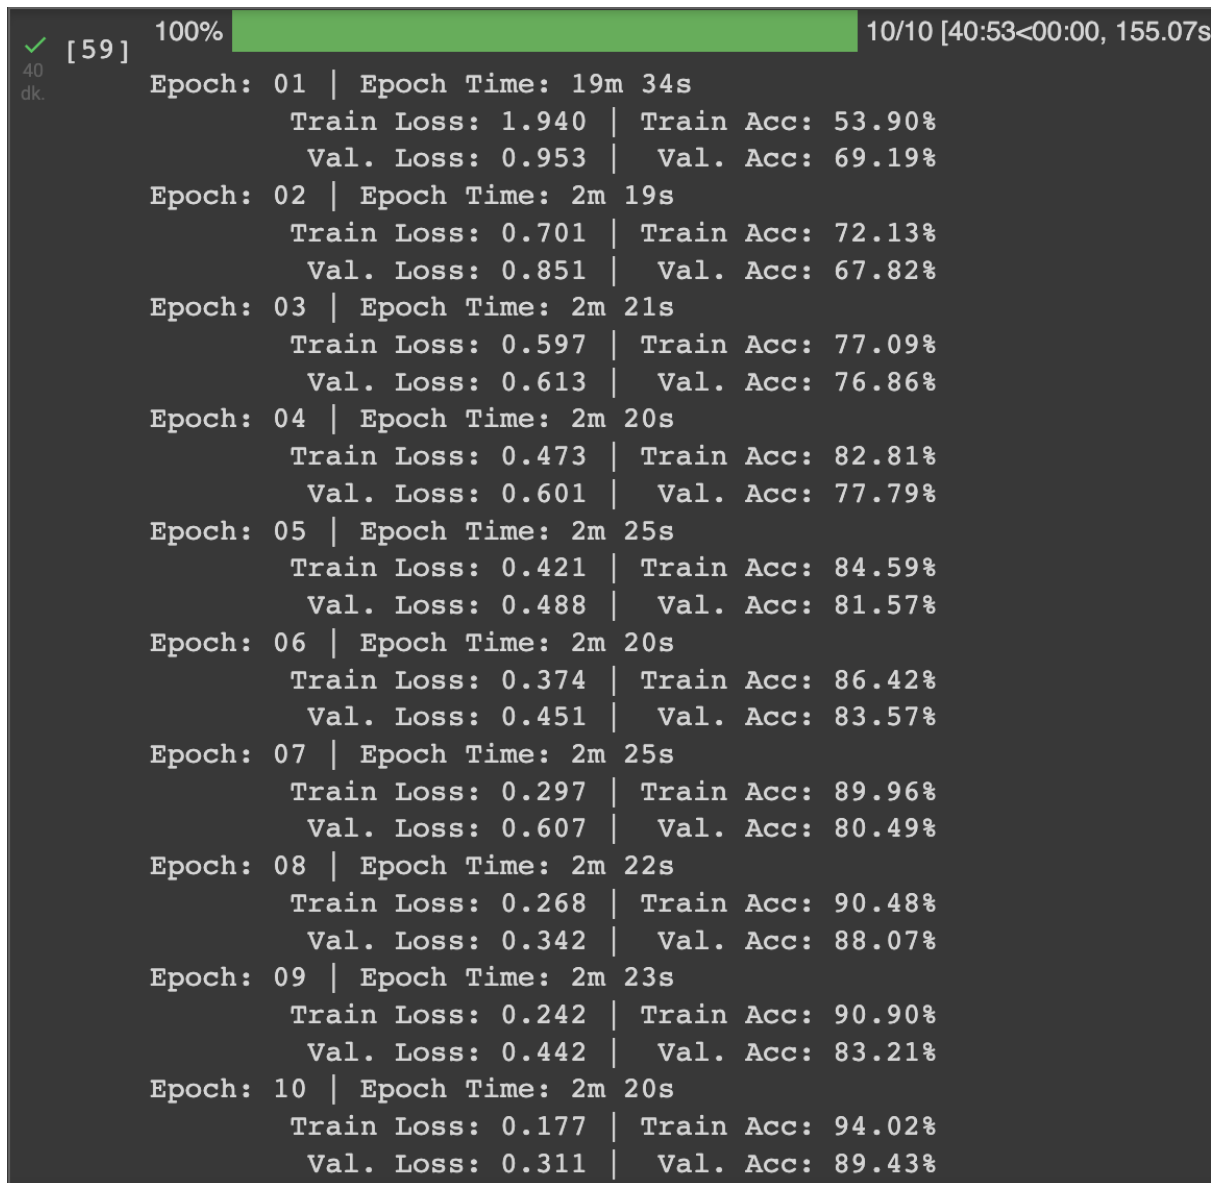 100% 10/10 [40:53<00:00, 155.07s
[59]
40
dk.
Epoch: 01 | Epoch Time: 19m 34s
Train Loss: 1.940 | Train Acc: 53.90%
Val. Loss: 0.953 | Val. Acc: 69.19%
Epoch: 02 | Epoch Time: 2m 19s
Train Loss: 0.701 | Train Acc: 72.13%
Val. Loss: 0.851 | Val. Acc: 67.82%
Epoch: 03 | Epoch Time: 2m 21s
Train Loss: 0.597 | Train Acc: 77.09%
Val. Loss: 0.613 | Val. Acc: 76.86%
Epoch: 04 | Epoch Time: 2m 20s
Train Loss: 0.473 | Train Acc: 82.81%
Val. Loss: 0.601 | Val. Acc: 77.79%
Epoch: 05 | Epoch Time: 2m 25s
Train Loss: 0.421 | Train Acc: 84.59%
Val. Loss: 0.488 | Val. Acc: 81.57%
Epoch: 06 | Epoch Time: 2m 20s
Train Loss: 0.374 | Train Acc: 86.42%
Val. Loss: 0.451 | Val. Acc: 83.57%
Epoch: 07 | Epoch Time: 2m 25s
Train Loss: 0.297 | Train Acc: 89.96%
Val. Loss: 0.607 | Val. Acc: 80.49%
Epoch: 08 | Epoch Time: 2m 22s
Train Loss: 0.268 | Train Acc: 90.48%
Val. Loss: 0.342 | Val. Acc: 88.07%
Epoch: 09 | Epoch Time: 2m 23s
Train Loss: 0.242 | Train Acc: 90.90%
Val. Loss: 0.442 | Val. Acc: 83.21%
Epoch: 10 | Epoch Time: 2m 20s
Train Loss: 0.177 | Train Acc: 94.02%
Val. Loss: 0.311 | Val. Acc: 89.43%